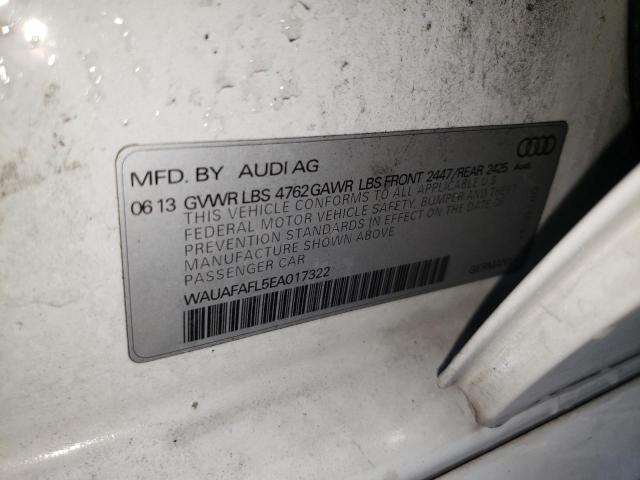 MFD. BY AUDI AG
Audi
06 13 GVWR LBS 4762 GAWR LBS FRONT 2447/REAR 2425
THIS VEHICLE CONFORMS TO ALL APPLICABLE U.S.
FEDERAL MOTOR VEHICLE SAFETY, BUMPER AND THEFT
PREVENTION STANDARDS IN EFFECT ON THE DATE OF
MANUFACTURE SHOWN ABOVE
PASSENGER CAR
WAUAFAFL5EA017322
GERMANY